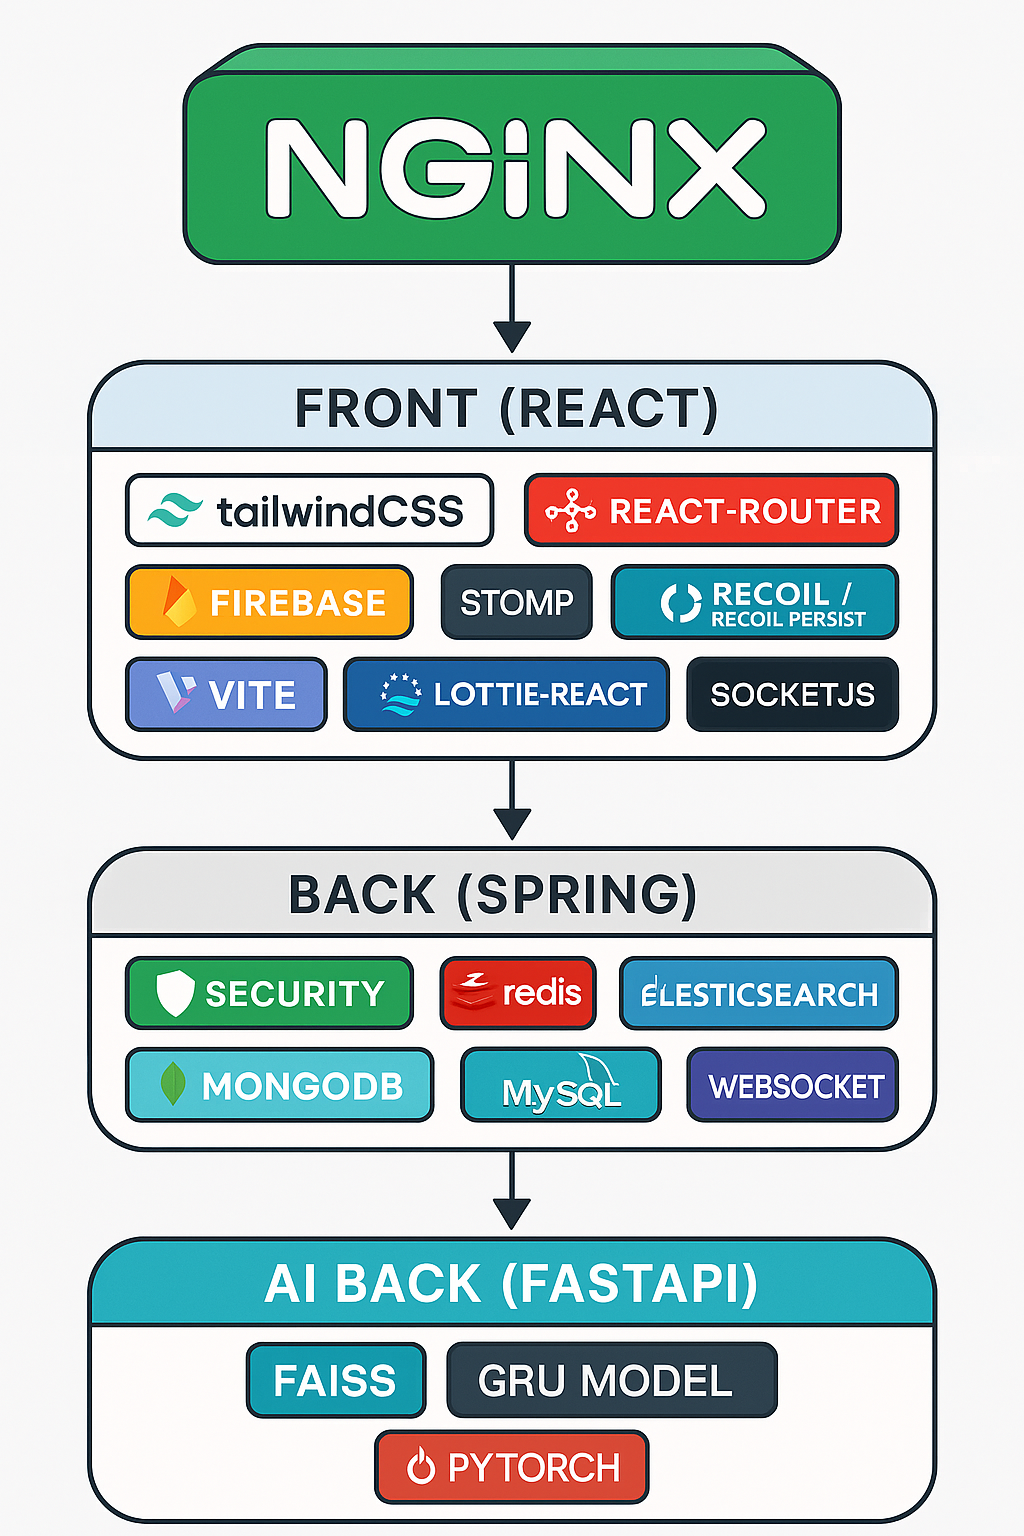 NGiNX
FRONT (REACT)
tailwindCSS
REACT-ROUTER
FIREBASE
STOMP
RECOIL /
RECOIL PERSIST
VITE
LOTTIE-REACT
SOCKETJS
BACK (SPRING)
SECURITY
redis
ELESTICSEARCH
MONGODB
MySQL
WEBSOCKET
AI BACK (FASTAPI)
FAISS
GRU MODEL
PYTORCH